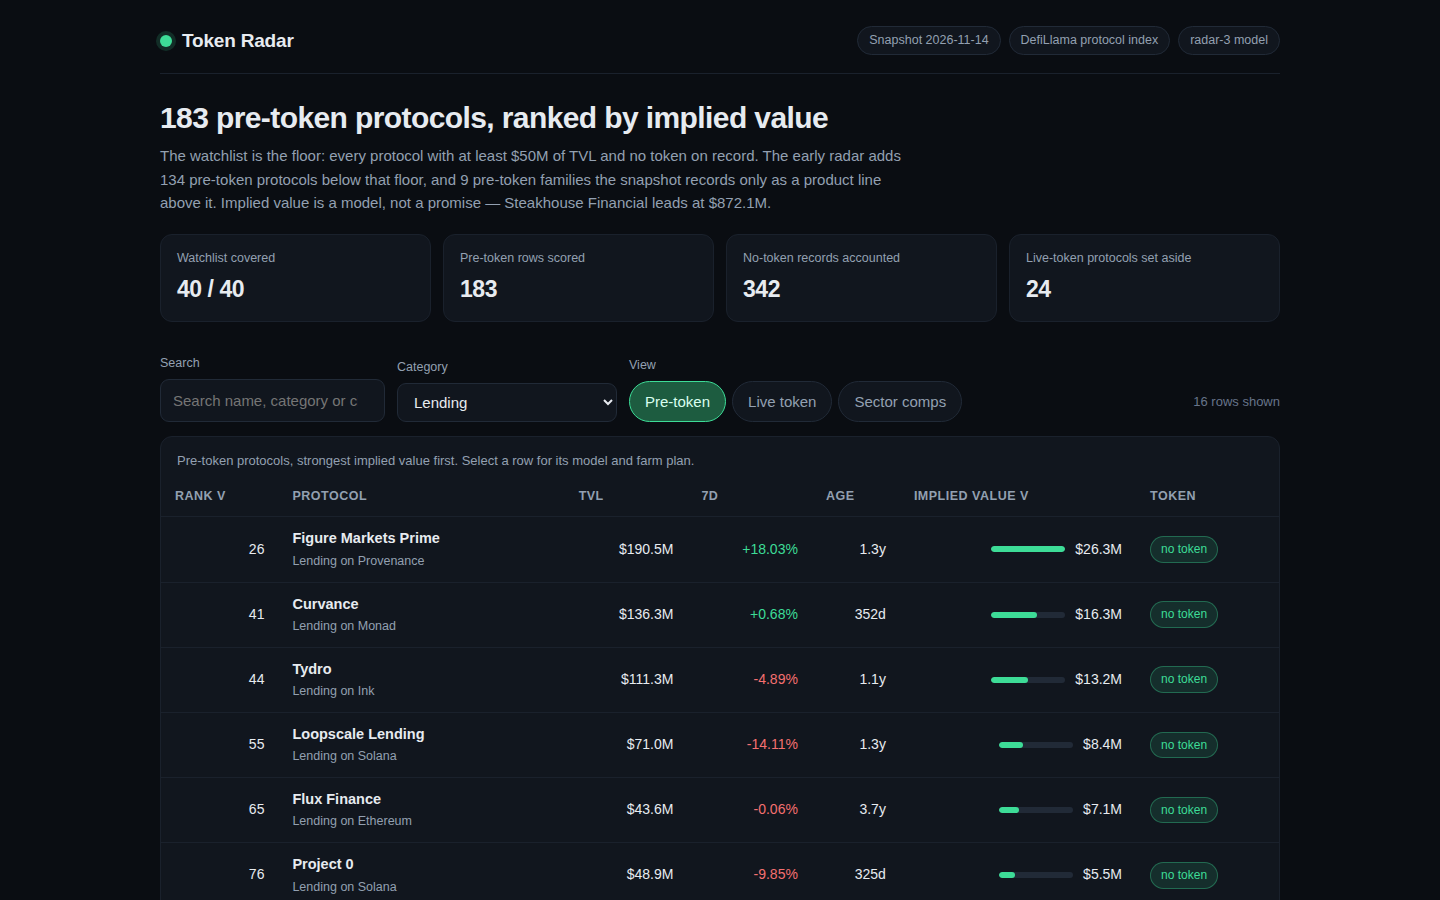 Token Radar
Snapshot 2026-11-14
DefiLlama protocol index
radar-3 model
183 pre-token protocols, ranked by implied value
The watchlist is the floor: every protocol with at least $50M of TVL and no token on record. The early radar adds
134 pre-token protocols below that floor, and 9 pre-token families the snapshot records only as a product line
above it. Implied value is a model, not a promise — Steakhouse Financial leads at $872.1M.
Watchlist covered
40 / 40
Pre-token rows scored
183
No-token records accounted
342
Live-token protocols set aside
24
Search
Search name, category or c
Category
Lending
View
Pre-token
Live token
Sector comps
16 rows shown
Pre-token protocols, strongest implied value first. Select a row for its model and farm plan.
RANK V PROTOCOL TVL 7D AGE IMPLIED VALUE V TOKEN
26 Figure Markets Prime $190.5M +18.03% 1.3y $26.3M no token
Lending on Provenance
41 Curvance $136.3M +0.68% 352d $16.3M no token
Lending on Monad
44 Tydro $111.3M -4.89% 1.1y $13.2M no token
Lending on Ink
55 Loopscale Lending $71.0M -14.11% 1.3y $8.4M no token
Lending on Solana
65 Flux Finance $43.6M -0.06% 3.7y $7.1M no token
Lending on Ethereum
76 Project 0 $48.9M -9.85% 325d $5.5M no token
Lending on Solana